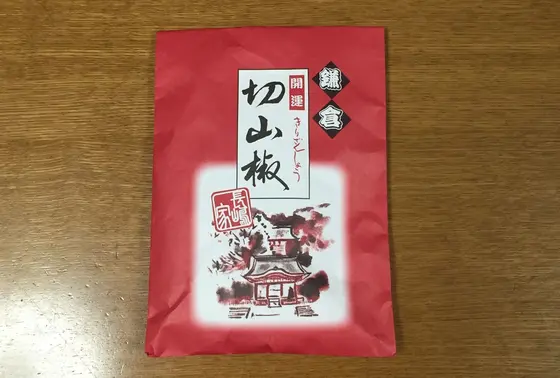 鎌倉
開運
切山椒
きりざんしょう
長嶋家